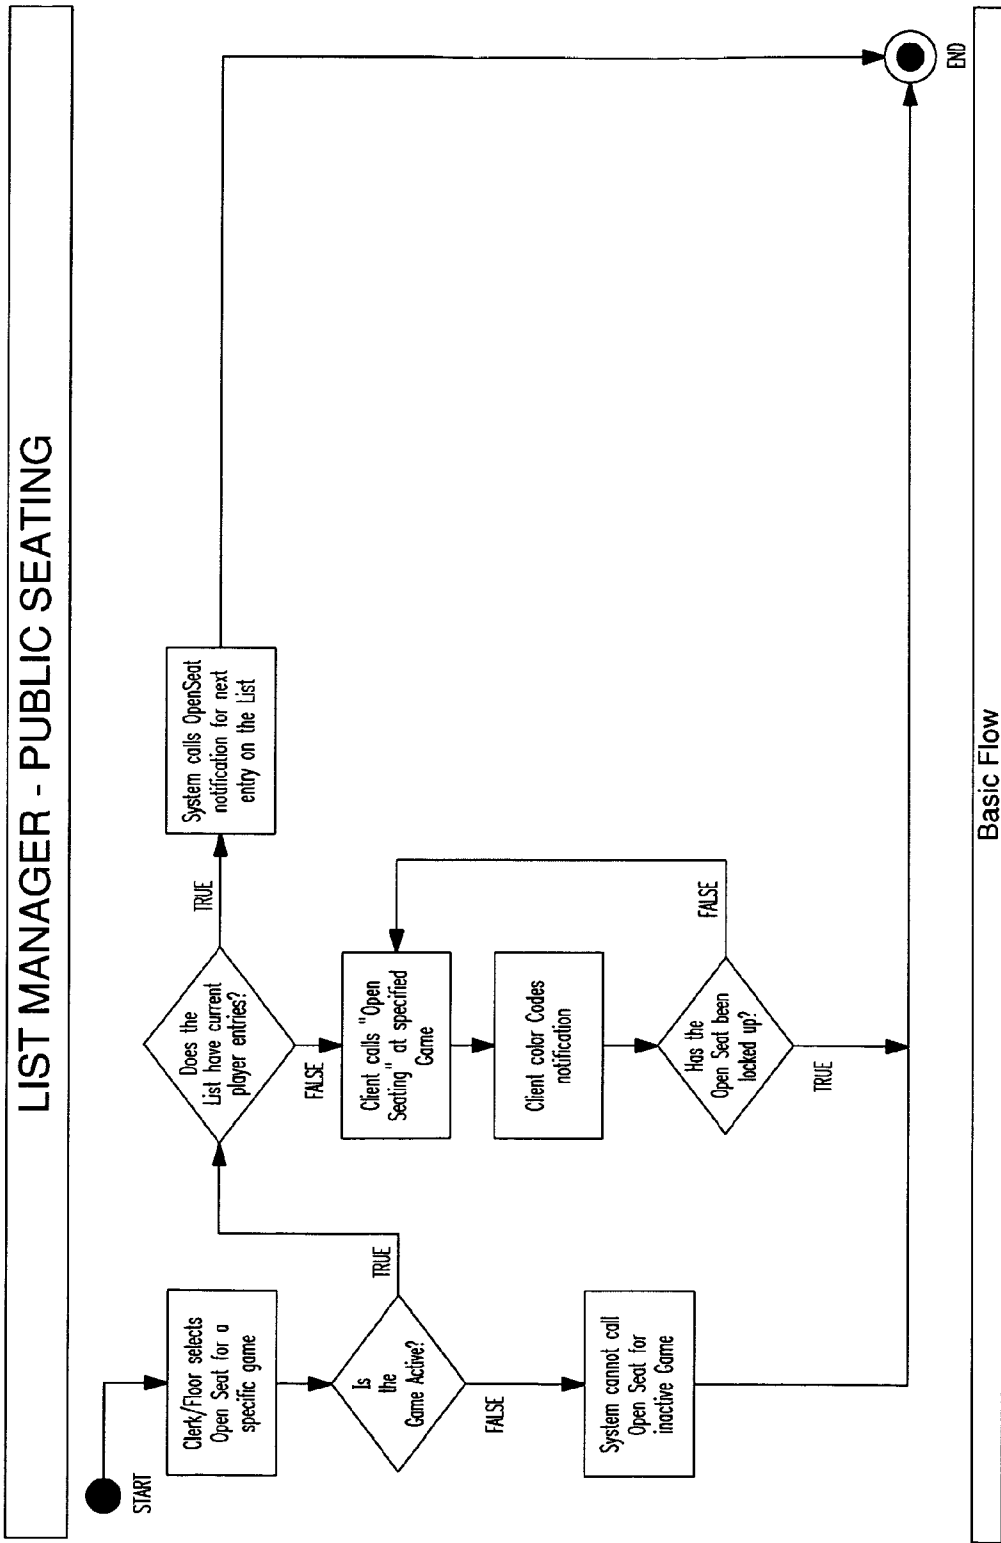 LIST MANAGER - PUBLIC SEATING
START
Clerk/Floor selects
Open Seat for a
specific game
Is
the
Game Active?
TRUE
FALSE
System cannot call
Open Seat for
inactive Game
Does the
List have current
player entries?
TRUE
FALSE
System calls OpenSeat
notification for next
entry on the List
Client calls "Open
Seating" at specified
Game
Client color Codes
notification
Has the
Open Seat been
locked up?
FALSE
TRUE
END
Basic Flow